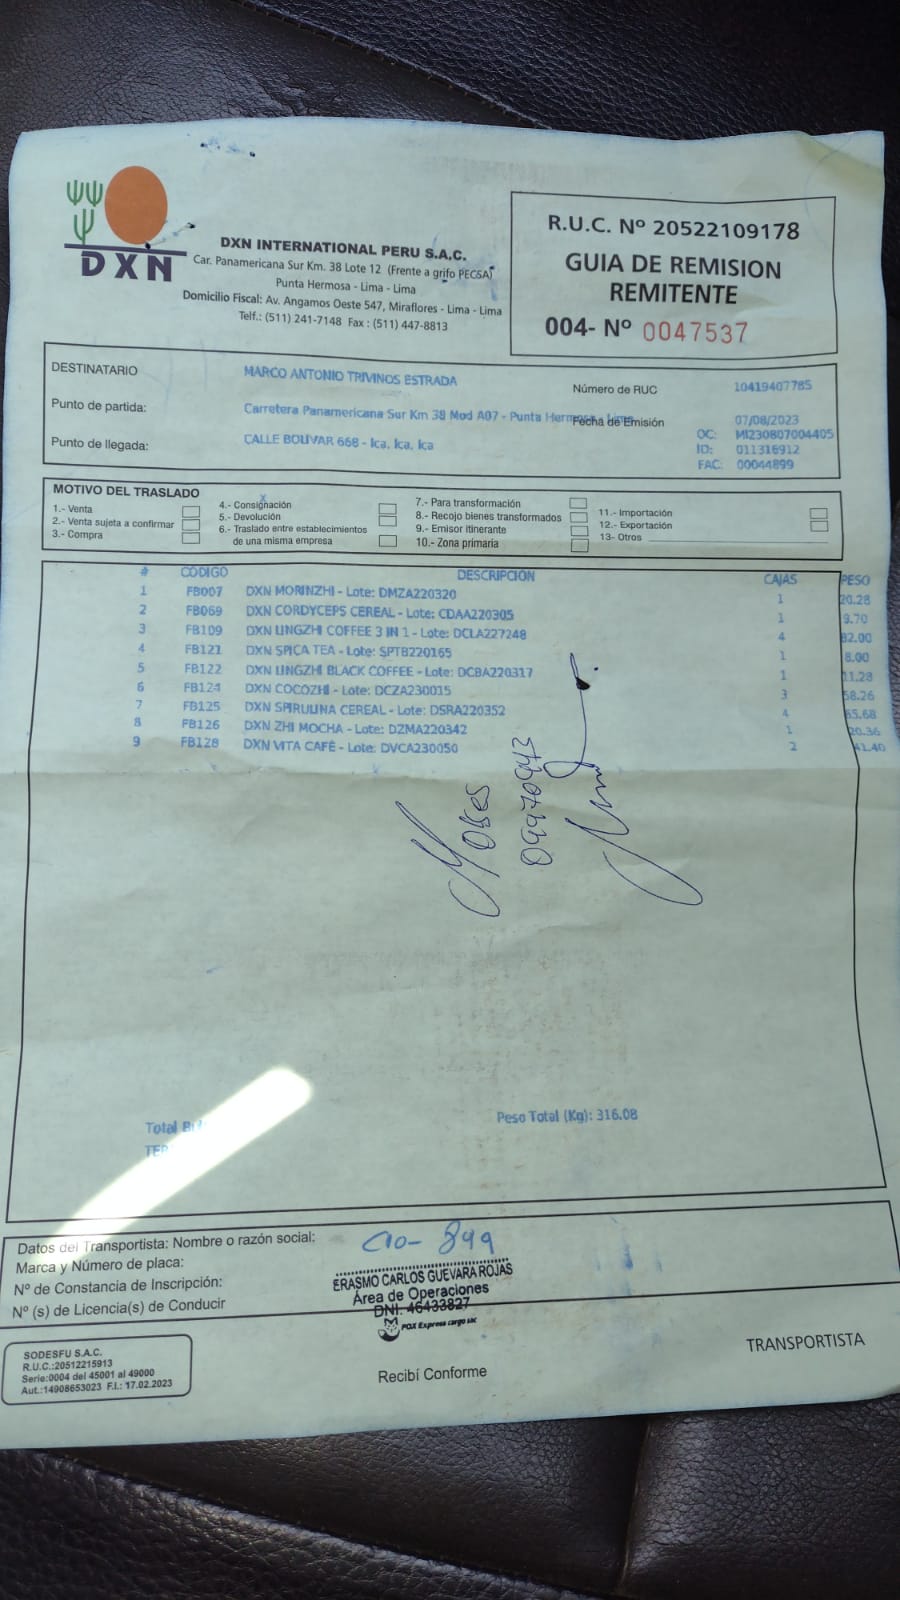 DXN
DXN INTERNATIONAL PERU S.A.C.
Car. Panamericana Sur Km. 38 Lote 12 (Frente a grifo PECSA)
Punta Hermosa - Lima - Lima
Domicilio Fiscal: Av. Angamos Oeste 547, Miraflores - Lima - Lima
Telf.: (511) 241-7148 Fax : (511) 447-8813
R.U.C. Nº 20522109178
GUIA DE REMISION
REMITENTE
004- Nº 0047537
DESTINATARIO MARCO ANTONIO TRIVINOS ESTRADA Número de RUC 10419407785
Punto de partida: Carretera Panamericana Sur Km 38 Mod A07 - Punta Hermosa - Lima Fecha de Emisión 07/08/2023
OC: MI230807004405
Punto de llegada: CALLE BOLIVAR 668 - Ica, Ica, Ica ID: 011316912
FAC: 00044899
MOTIVO DEL TRASLADO
1.- Venta 4.- Consignación x 7.- Para transformación 11.- Importación
2.- Venta sujeta a confirmar 5.- Devolución 8.- Recojo bienes transformados 12.- Exportación
3.- Compra 6.- Traslado entre establecimientos 9.- Emisor itinerante 13- Otros
de una misma empresa 10.- Zona primaria
# CODIGO DESCRIPCION CAJAS PESO
1 FB007 DXN MORINZHI - Lote: DMZA220320 1 20.28
2 FB069 DXN CORDYCEPS CEREAL - Lote: CDAA220305 1 9.70
3 FB109 DXN LINGZHI COFFEE 3 IN 1 - Lote: DCLA227248 4 82.00
4 FB121 DXN SPICA TEA - Lote: SPTB220165 1 8.00
5 FB122 DXN LINGZHI BLACK COFFEE - Lote: DCBA220317 1 11.28
6 FB124 DXN COCOZHI - Lote: DCZA230015 3 58.26
7 FB125 DXN SPIRULINA CEREAL - Lote: DSRA220352 4 65.68
8 FB126 DXN ZHI MOCHA - Lote: DZMA220342 1 20.36
9 FB128 DXN VITA CAFÈ - Lote: DVCA230050 2 41.40
Moises
Total Peso Total (Kg): 316.08
Datos del Transportista: Nombre o razón social:
Marca y Número de placa:
Nº de Constancia de Inscripción:
Nº (s) de Licencia(s) de Conducir
ERASMO CARLOS GUEVARA ROJAS
Área de Operaciones
DNI. 46433827
FOX Express cargo sac
SODESFU S.A.C.
R.U.C.:20512215913
Serie:0004 del 45001 al 49000
Aut.:14908653023 F.I.: 17.02.2023
Recibí Conforme
TRANSPORTISTA